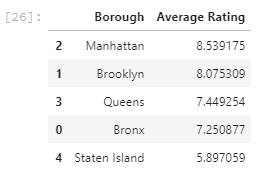 [26]:
Borough Average Rating
2 Manhattan 8.539175
1 Brooklyn 8.075309
3 Queens 7.449254
0 Bronx 7.250877
4 Staten Island 5.897059